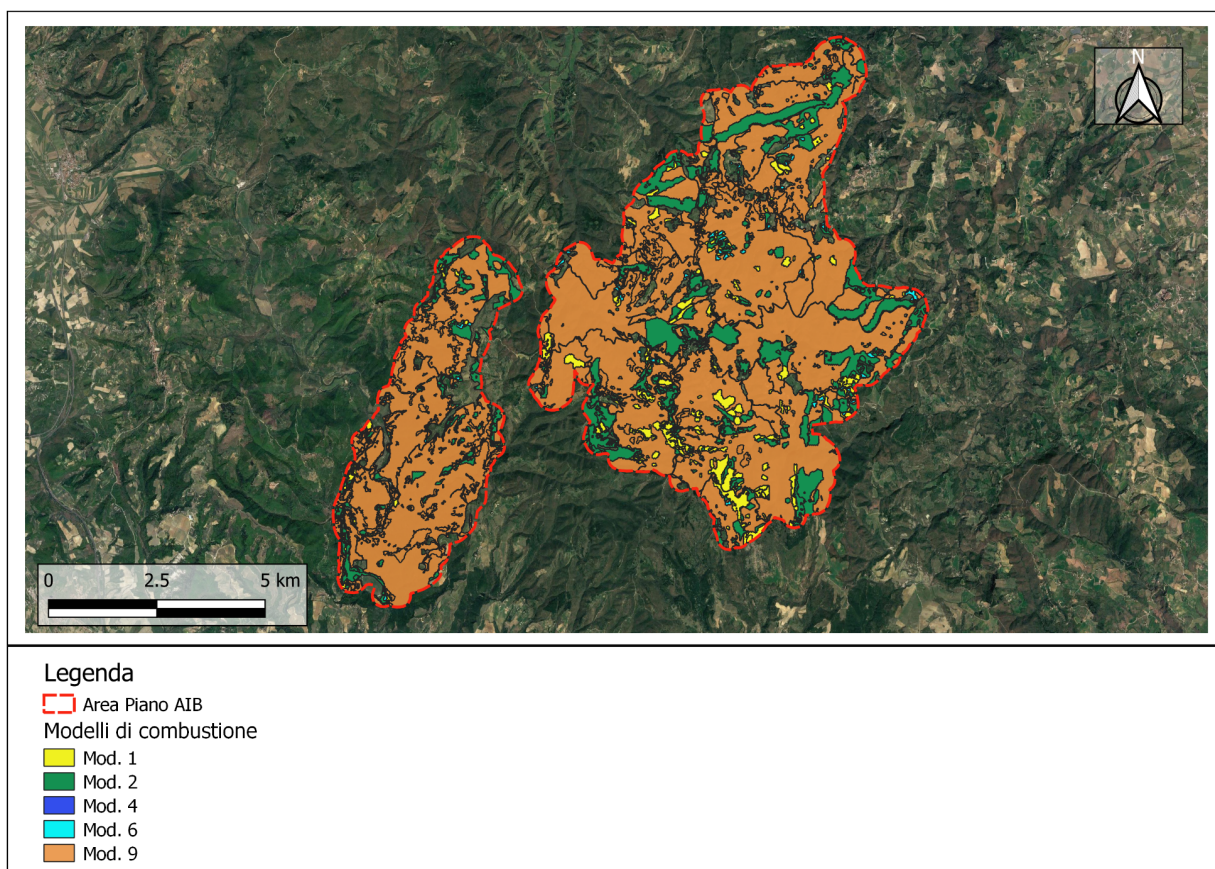 N
0 2.5 5 km
Legenda
Area Piano AIB
Modelli di combustione
Mod. 1
Mod. 2
Mod. 4
Mod. 6
Mod. 9